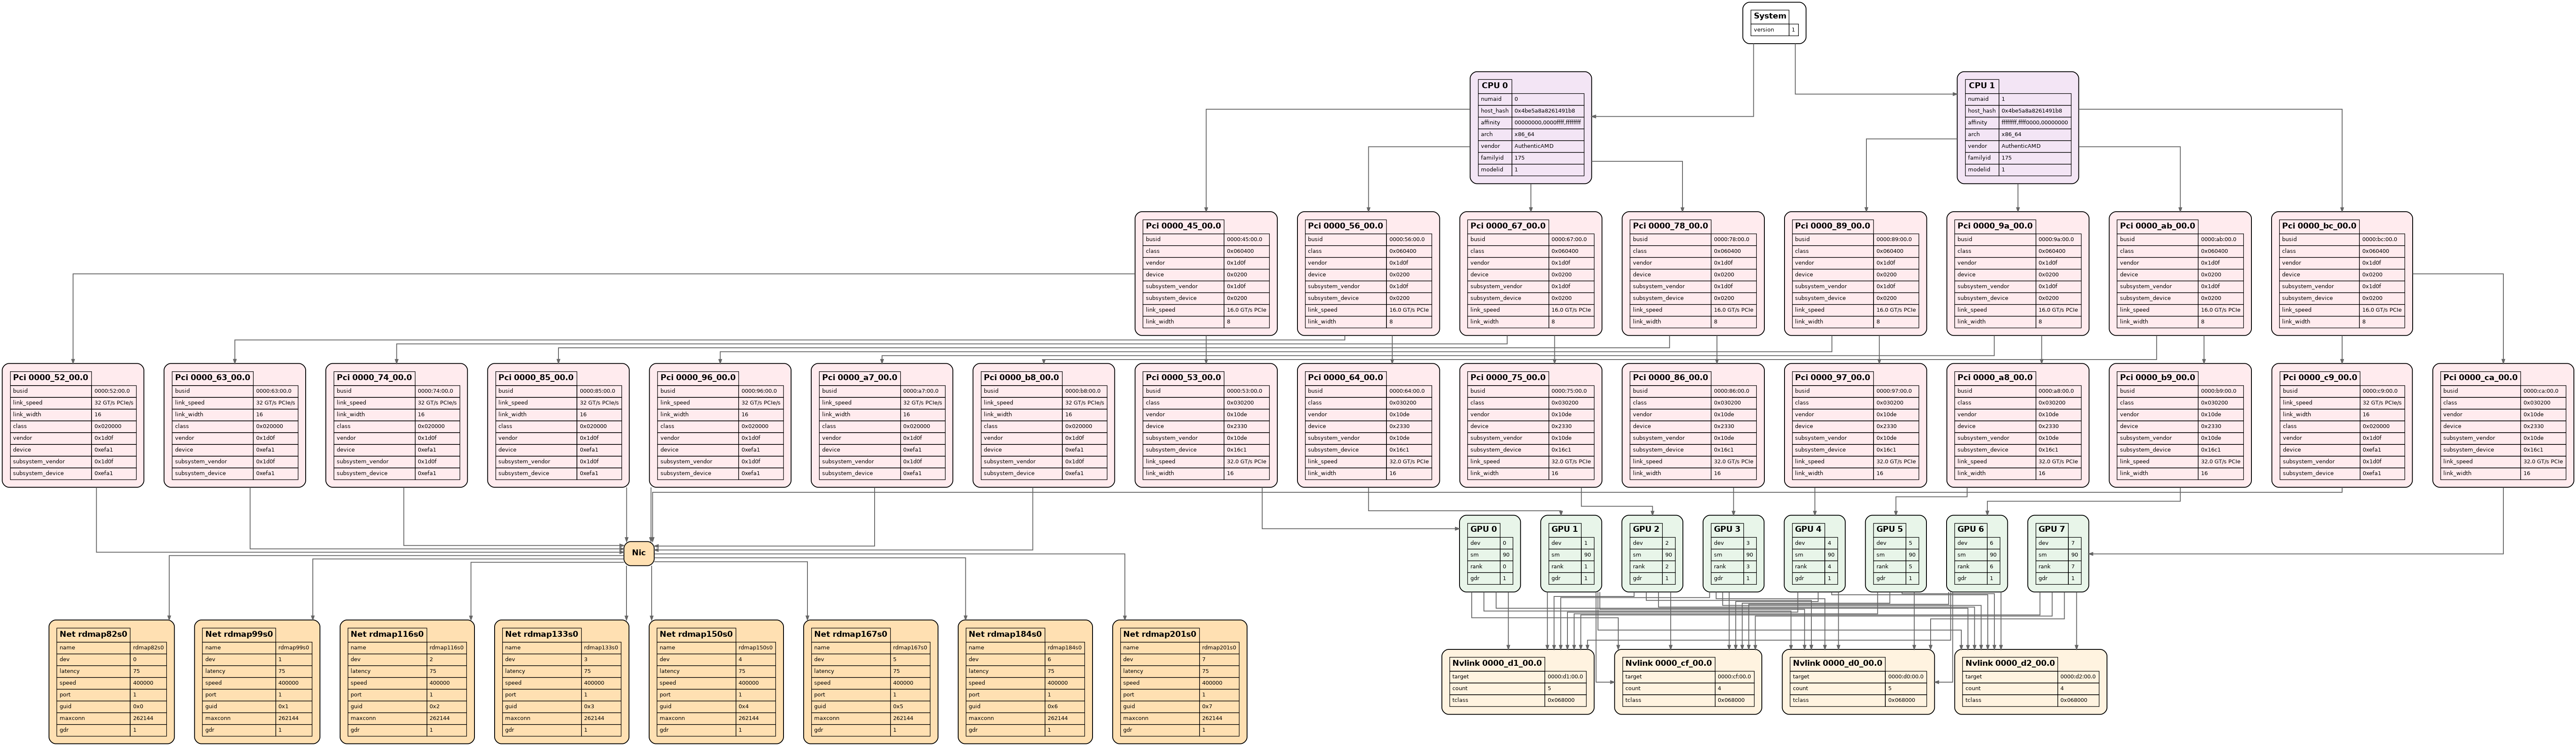 System
version 1
CPU 0
numaid 0
host_hash 0x4be5a8a8261491b8
affinity 00000000,0000ffff,ffffffff
arch x86_64
vendor AuthenticAMD
familyid 175
modelid 1
CPU 1
numaid 1
host_hash 0x4be5a8a8261491b8
affinity ffffffff,ffff0000,00000000
arch x86_64
vendor AuthenticAMD
familyid 175
modelid 1
Pci 0000_45_00.0
busid 0000:45:00.0
class 0x060400
vendor 0x1d0f
device 0x0200
subsystem_vendor 0x1d0f
subsystem_device 0x0200
link_speed 16.0 GT/s PCIe
link_width 8
Pci 0000_56_00.0
busid 0000:56:00.0
class 0x060400
vendor 0x1d0f
device 0x0200
subsystem_vendor 0x1d0f
subsystem_device 0x0200
link_speed 16.0 GT/s PCIe
link_width 8
Pci 0000_67_00.0
busid 0000:67:00.0
class 0x060400
vendor 0x1d0f
device 0x0200
subsystem_vendor 0x1d0f
subsystem_device 0x0200
link_speed 16.0 GT/s PCIe
link_width 8
Pci 0000_78_00.0
busid 0000:78:00.0
class 0x060400
vendor 0x1d0f
device 0x0200
subsystem_vendor 0x1d0f
subsystem_device 0x0200
link_speed 16.0 GT/s PCIe
link_width 8
Pci 0000_89_00.0
busid 0000:89:00.0
class 0x060400
vendor 0x1d0f
device 0x0200
subsystem_vendor 0x1d0f
subsystem_device 0x0200
link_speed 16.0 GT/s PCIe
link_width 8
Pci 0000_9a_00.0
busid 0000:9a:00.0
class 0x060400
vendor 0x1d0f
device 0x0200
subsystem_vendor 0x1d0f
subsystem_device 0x0200
link_speed 16.0 GT/s PCIe
link_width 8
Pci 0000_ab_00.0
busid 0000:ab:00.0
class 0x060400
vendor 0x1d0f
device 0x0200
subsystem_vendor 0x1d0f
subsystem_device 0x0200
link_speed 16.0 GT/s PCIe
link_width 8
Pci 0000_bc_00.0
busid 0000:bc:00.0
class 0x060400
vendor 0x1d0f
device 0x0200
subsystem_vendor 0x1d0f
subsystem_device 0x0200
link_speed 16.0 GT/s PCIe
link_width 8
Pci 0000_52_00.0
busid 0000:52:00.0
link_speed 32 GT/s PCIe/s
link_width 16
class 0x020000
vendor 0x1d0f
device 0xefa1
subsystem_vendor 0x1d0f
subsystem_device 0xefa1
Pci 0000_63_00.0
busid 0000:63:00.0
link_speed 32 GT/s PCIe/s
link_width 16
class 0x020000
vendor 0x1d0f
device 0xefa1
subsystem_vendor 0x1d0f
subsystem_device 0xefa1
Pci 0000_74_00.0
busid 0000:74:00.0
link_speed 32 GT/s PCIe/s
link_width 16
class 0x020000
vendor 0x1d0f
device 0xefa1
subsystem_vendor 0x1d0f
subsystem_device 0xefa1
Pci 0000_85_00.0
busid 0000:85:00.0
link_speed 32 GT/s PCIe/s
link_width 16
class 0x020000
vendor 0x1d0f
device 0xefa1
subsystem_vendor 0x1d0f
subsystem_device 0xefa1
Pci 0000_96_00.0
busid 0000:96:00.0
link_speed 32 GT/s PCIe/s
link_width 16
class 0x020000
vendor 0x1d0f
device 0xefa1
subsystem_vendor 0x1d0f
subsystem_device 0xefa1
Pci 0000_a7_00.0
busid 0000:a7:00.0
link_speed 32 GT/s PCIe/s
link_width 16
class 0x020000
vendor 0x1d0f
device 0xefa1
subsystem_vendor 0x1d0f
subsystem_device 0xefa1
Pci 0000_b8_00.0
busid 0000:b8:00.0
link_speed 32 GT/s PCIe/s
link_width 16
class 0x020000
vendor 0x1d0f
device 0xefa1
subsystem_vendor 0x1d0f
subsystem_device 0xefa1
Pci 0000_53_00.0
busid 0000:53:00.0
class 0x030200
vendor 0x10de
device 0x2330
subsystem_vendor 0x10de
subsystem_device 0x16c1
link_speed 32.0 GT/s PCIe
link_width 16
Pci 0000_64_00.0
busid 0000:64:00.0
class 0x030200
vendor 0x10de
device 0x2330
subsystem_vendor 0x10de
subsystem_device 0x16c1
link_speed 32.0 GT/s PCIe
link_width 16
Pci 0000_75_00.0
busid 0000:75:00.0
class 0x030200
vendor 0x10de
device 0x2330
subsystem_vendor 0x10de
subsystem_device 0x16c1
link_speed 32.0 GT/s PCIe
link_width 16
Pci 0000_86_00.0
busid 0000:86:00.0
class 0x030200
vendor 0x10de
device 0x2330
subsystem_vendor 0x10de
subsystem_device 0x16c1
link_speed 32.0 GT/s PCIe
link_width 16
Pci 0000_97_00.0
busid 0000:97:00.0
class 0x030200
vendor 0x10de
device 0x2330
subsystem_vendor 0x10de
subsystem_device 0x16c1
link_speed 32.0 GT/s PCIe
link_width 16
Pci 0000_a8_00.0
busid 0000:a8:00.0
class 0x030200
vendor 0x10de
device 0x2330
subsystem_vendor 0x10de
subsystem_device 0x16c1
link_speed 32.0 GT/s PCIe
link_width 16
Pci 0000_b9_00.0
busid 0000:b9:00.0
class 0x030200
vendor 0x10de
device 0x2330
subsystem_vendor 0x10de
subsystem_device 0x16c1
link_speed 32.0 GT/s PCIe
link_width 16
Pci 0000_c9_00.0
busid 0000:c9:00.0
link_speed 32 GT/s PCIe/s
link_width 16
class 0x020000
vendor 0x1d0f
device 0xefa1
subsystem_vendor 0x1d0f
subsystem_device 0xefa1
Pci 0000_ca_00.0
busid 0000:ca:00.0
class 0x030200
vendor 0x10de
device 0x2330
subsystem_vendor 0x10de
subsystem_device 0x16c1
link_speed 32.0 GT/s PCIe
link_width 16
GPU 0
dev 0
sm 90
rank 0
gdr 1
GPU 1
dev 1
sm 90
rank 1
gdr 1
GPU 2
dev 2
sm 90
rank 2
gdr 1
GPU 3
dev 3
sm 90
rank 3
gdr 1
GPU 4
dev 4
sm 90
rank 4
gdr 1
GPU 5
dev 5
sm 90
rank 5
gdr 1
GPU 6
dev 6
sm 90
rank 6
gdr 1
GPU 7
dev 7
sm 90
rank 7
gdr 1
Nic
Net rdmap82s0
name rdmap82s0
dev 0
latency 75
speed 400000
port 1
guid 0x0
maxconn 262144
gdr 1
Net rdmap99s0
name rdmap99s0
dev 1
latency 75
speed 400000
port 1
guid 0x1
maxconn 262144
gdr 1
Net rdmap116s0
name rdmap116s0
dev 2
latency 75
speed 400000
port 1
guid 0x2
maxconn 262144
gdr 1
Net rdmap133s0
name rdmap133s0
dev 3
latency 75
speed 400000
port 1
guid 0x3
maxconn 262144
gdr 1
Net rdmap150s0
name rdmap150s0
dev 4
latency 75
speed 400000
port 1
guid 0x4
maxconn 262144
gdr 1
Net rdmap167s0
name rdmap167s0
dev 5
latency 75
speed 400000
port 1
guid 0x5
maxconn 262144
gdr 1
Net rdmap184s0
name rdmap184s0
dev 6
latency 75
speed 400000
port 1
guid 0x6
maxconn 262144
gdr 1
Net rdmap201s0
name rdmap201s0
dev 7
latency 75
speed 400000
port 1
guid 0x7
maxconn 262144
gdr 1
Nvlink 0000_d1_00.0
target 0000:d1:00.0
count 5
tclass 0x068000
Nvlink 0000_cf_00.0
target 0000:cf:00.0
count 4
tclass 0x068000
Nvlink 0000_d0_00.0
target 0000:d0:00.0
count 5
tclass 0x068000
Nvlink 0000_d2_00.0
target 0000:d2:00.0
count 4
tclass 0x068000